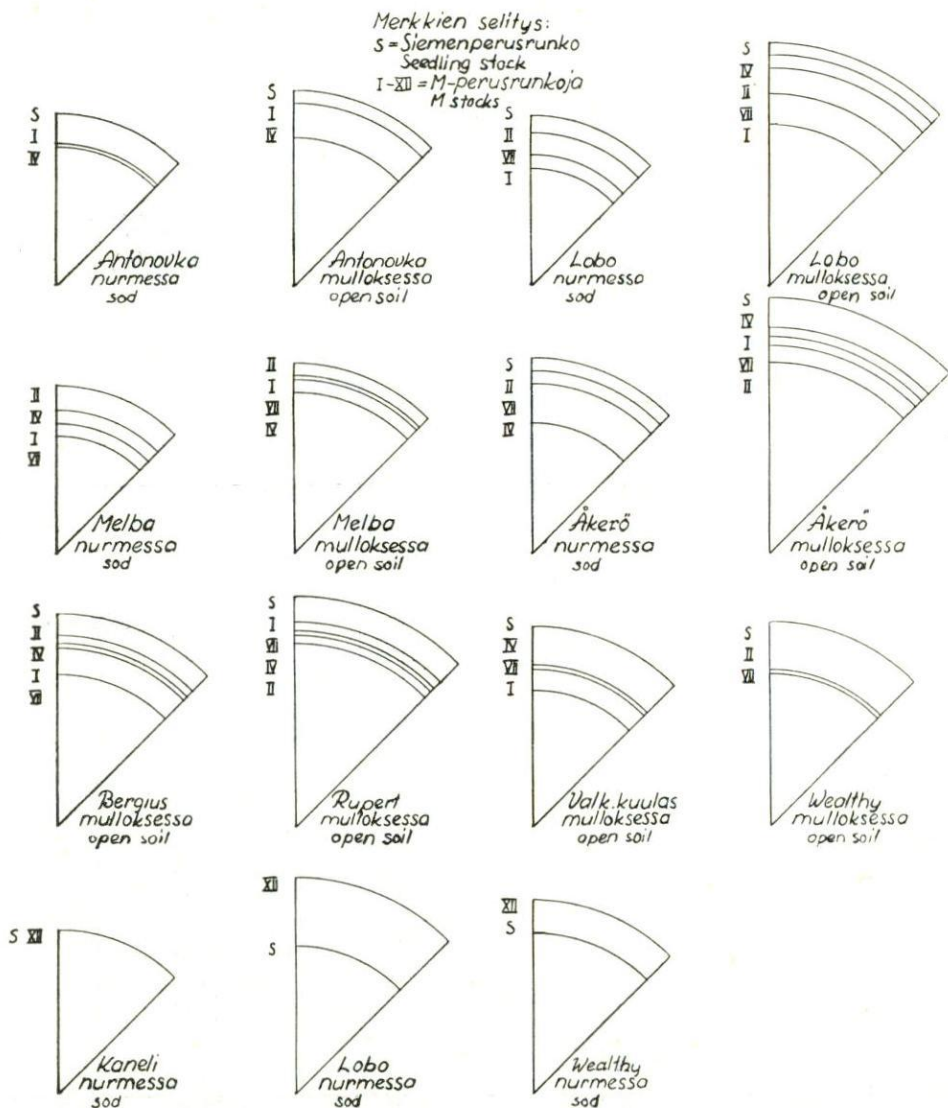 Merkkien selitys:
S = Siemenperusrunko
Seedling stock
I-XII = M-perusrunkoja
M stocks
S
I
IV
Antonovka
nurmessa
sod
S
I
IV
Antonovka
mulloksessa
open soil
S
II
VII
I
Lobo
nurmessa
sod
S
IV
II
VII
I
Lobo
mulloksessa
open soil
II
IV
I
VII
Melba
nurmessa
sod
II
I
VII
IV
Melba
mulloksessa
open soil
S
II
VII
IV
Åkerö
nurmessa
sod
S
IV
I
VII
II
Åkerö
mulloksessa
open soil
S
II
IV
I
VII
Bergius
mulloksessa
open soil
S
I
VII
IV
II
Rupert
mulloksessa
open soil
S
IV
VII
I
Valk.kuulas
mulloksessa
open soil
S
II
VII
Wealthy
mulloksessa
open soil
S XII
Kaneli
nurmessa
sod
XII
S
Lobo
nurmessa
sod
XII
S
Wealthy
nurmessa
sod